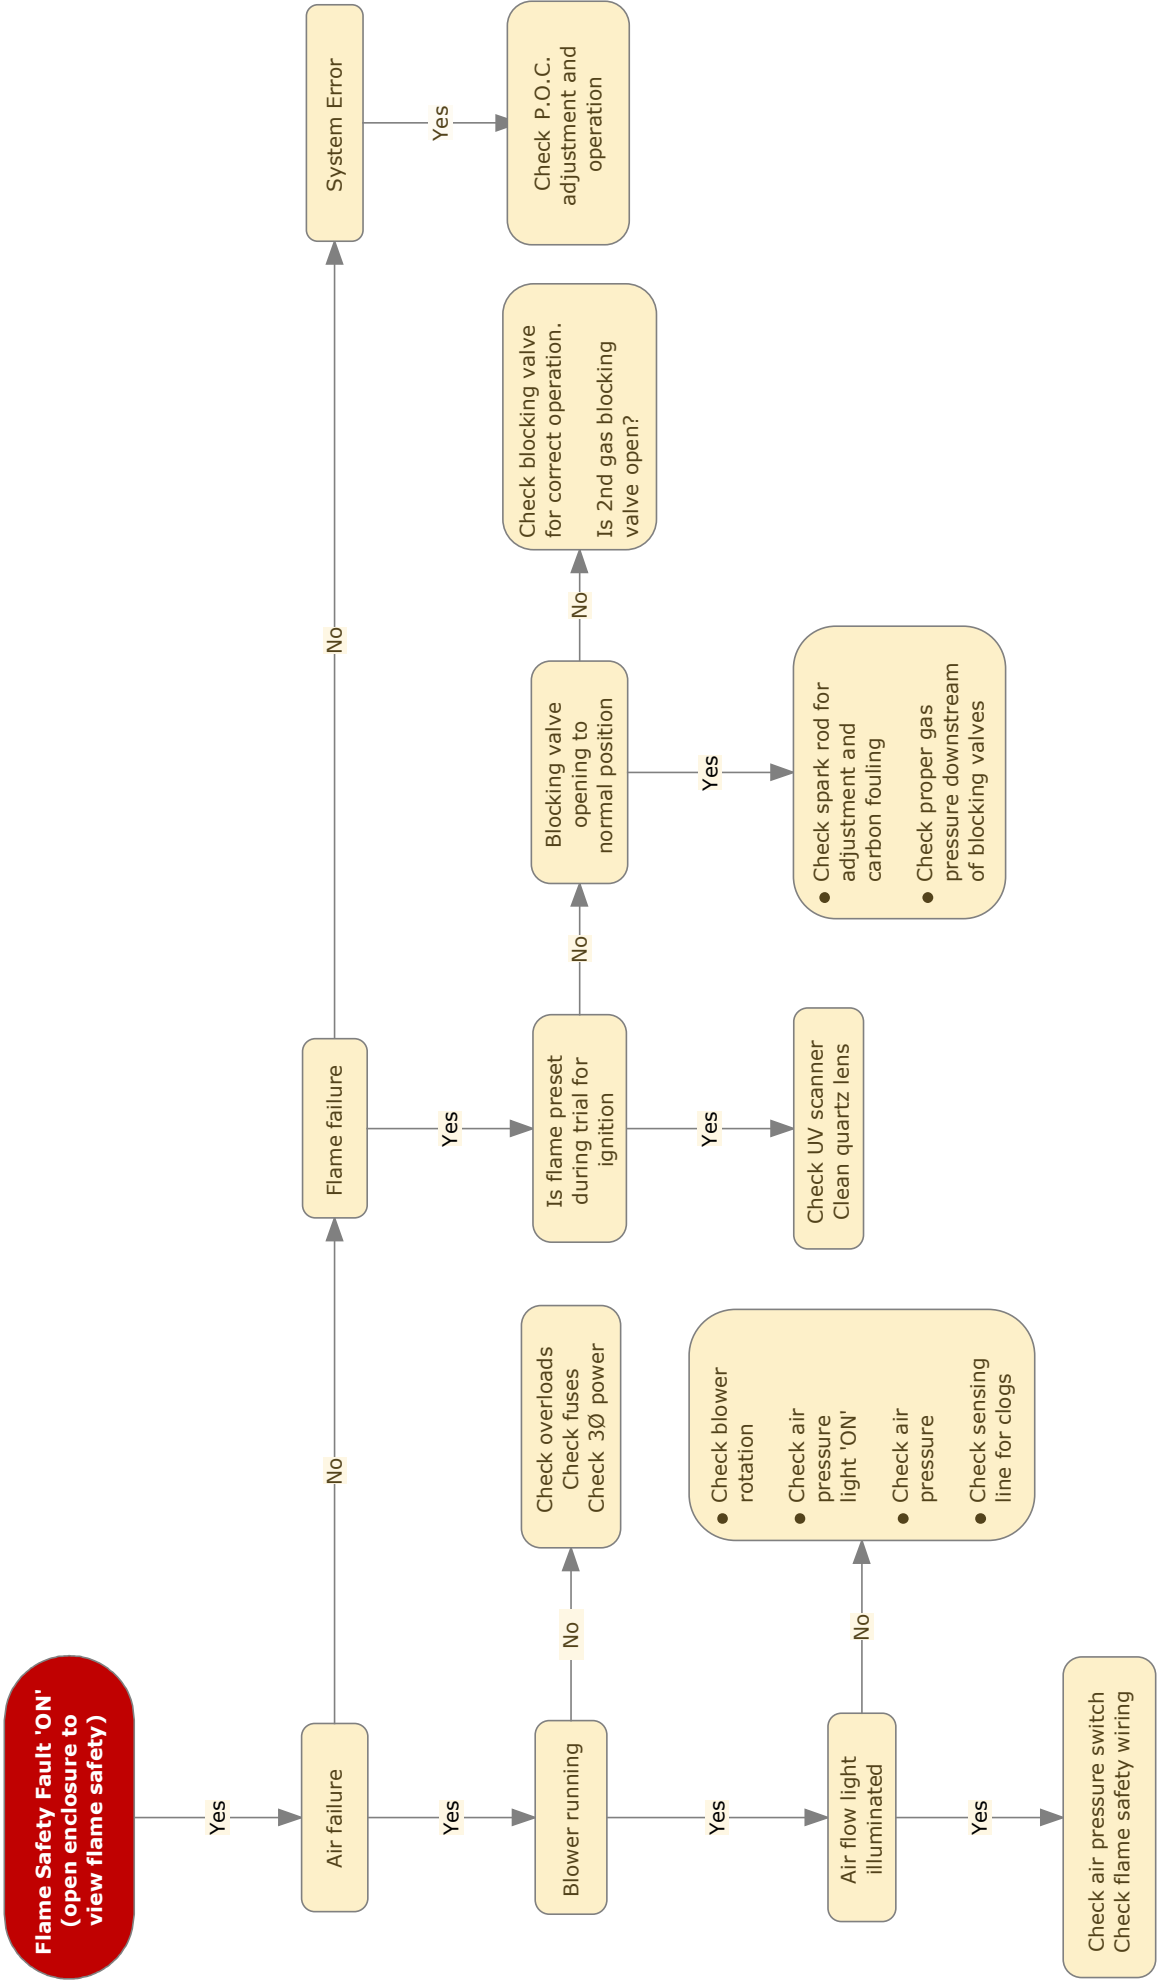 Flame Safety Fault 'ON'
(open enclosure to
view flame safety)
Yes
Air failure
No
Flame failure
No
System Error
Yes
Yes
Yes
Blower running
No
Check overloads
Check fuses
Check 3Ø power
Is flame preset
during trial for
ignition
No
Blocking valve
opening to
normal position
No
Check blocking valve
for correct operation.
Is 2nd gas blocking
valve open?
Check P.O.C.
adjustment and
operation
Yes
Yes
Yes
Air flow light
illuminated
No
● Check blower
rotation
● Check air
pressure
light 'ON'
● Check air
pressure
● Check sensing
line for clogs
Check UV scanner
Clean quartz lens
● Check spark rod for
adjustment and
carbon fouling
● Check proper gas
pressure downstream
of blocking valves
Yes
Check air pressure switch
Check flame safety wiring